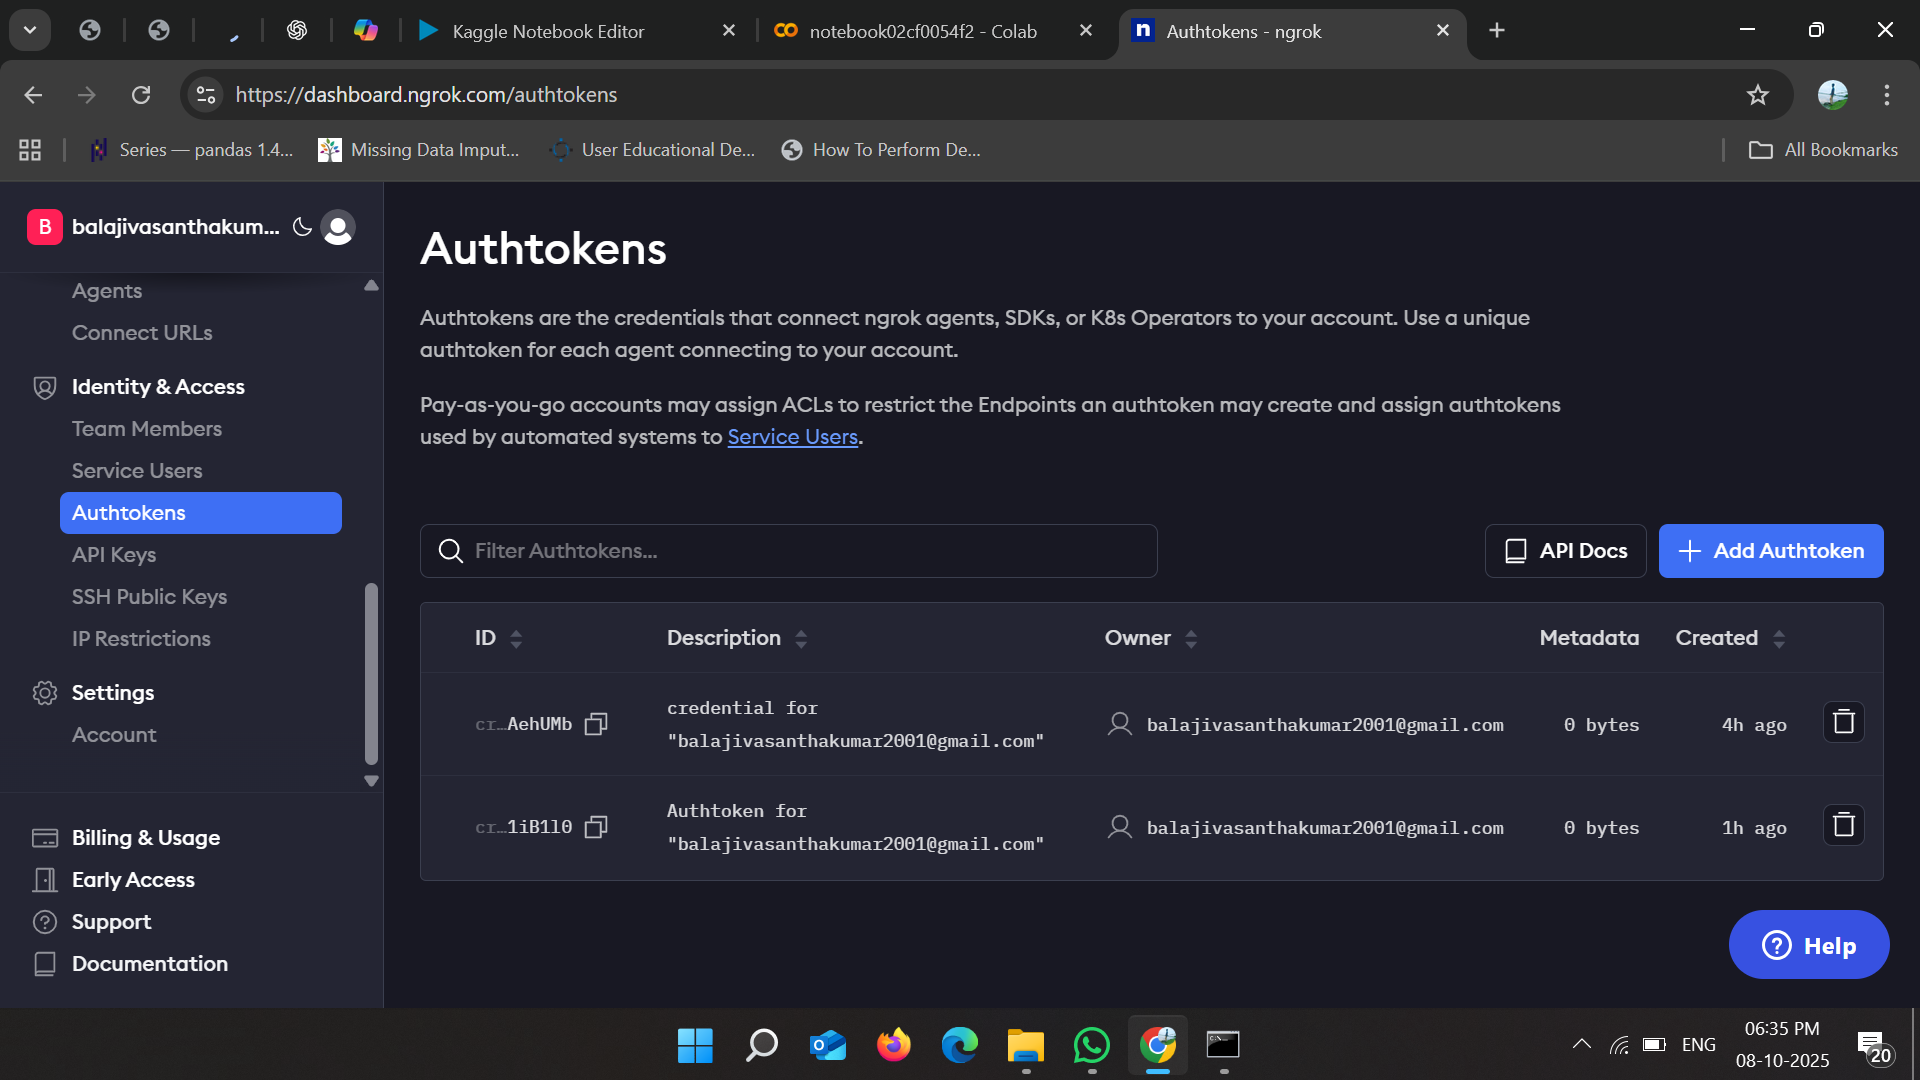 Kaggle Notebook Editor
notebook02cf0054f2 - Colab
Authtokens - ngrok
https://dashboard.ngrok.com/authtokens
Series — pandas 1.4...
Missing Data Imput...
User Educational De...
How To Perform De...
All Bookmarks
B
balajivasanthakum...
Agents
Connect URLs
Identity & Access
Team Members
Service Users
Authtokens
API Keys
SSH Public Keys
IP Restrictions
Settings
Account
Billing & Usage
Early Access
Support
Documentation
Authtokens
Authtokens are the credentials that connect ngrok agents, SDKs, or K8s Operators to your account. Use a unique
authtoken for each agent connecting to your account.
Pay-as-you-go accounts may assign ACLs to restrict the Endpoints an authtoken may create and assign authtokens
used by automated systems to Service Users.
Filter Authtokens...
API Docs
Add Authtoken
ID Description Owner Metadata Created
cr…AehUMb credential for "balajivasanthakumar2001@gmail.com" balajivasanthakumar2001@gmail.com 0 bytes 4h ago
cr…1iB1l0 Authtoken for "balajivasanthakumar2001@gmail.com" balajivasanthakumar2001@gmail.com 0 bytes 1h ago
Help
ENG
06:35 PM
08-10-2025
20